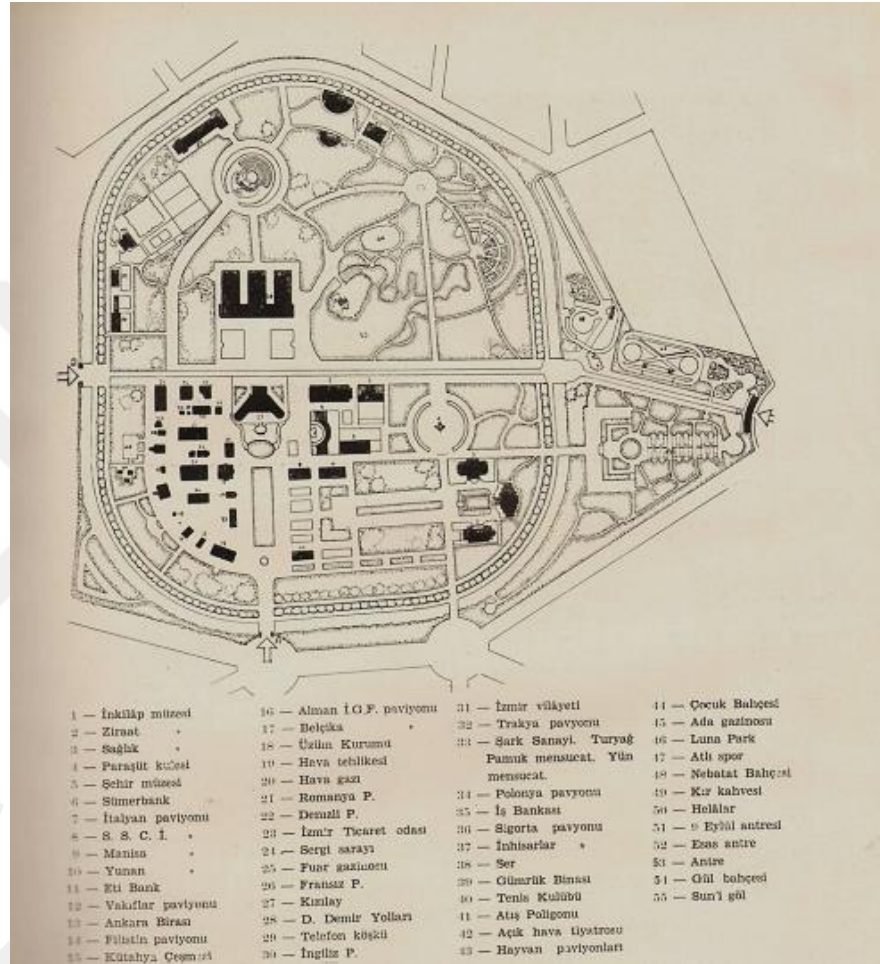 1 — İnkilâp müzesi
2 — Ziraat "
3 — Sağlık "
4 — Paraşüt kulesi
5 — Şehir müzesi
6 — Sümerbank
7 — İtalyan paviyonu
8 — S. S. C. İ. "
9 — Manisa "
10 — Yunan "
11 — Eti Bank
12 — Vakıflar paviyonu
13 — Ankara Birası
14 — Filistin paviyonu
15 — Kütahya Çeşmesi
16 — Alman İ.G.F. paviyonu
17 — Belçika "
18 — Üzüm Kurumu
19 — Hava tehlikesi
20 — Hava gazi
21 — Romanya P.
22 — Denizli P.
23 — İzmir Ticaret odası
24 — Sergi sarayı
25 — Fuar gazinosu
26 — Fransız P.
27 — Kızılay
28 — D. Demir Yolları
29 — Telefon köşkü
30 — İngiliz P.
31 — İzmir vilâyeti
32 — Trakya pavyonu
33 — Şark Sanayi. Turyağ
Pamuk mensucat. Yün
mensucat.
34 — Polonya pavyonu
35 — İş Bankası
36 — Sigorta pavyonu
37 — İnhisarlar "
38 — Ser
39 — Gümrük Binası
40 — Tenis Kulübü
41 — Atış Poligonu
42 — Açık hava tiyatrosu
43 — Hayvan paviyonları
44 — Çocuk Bahçesi
45 — Ada gazinosu
46 — Luna Park
47 — Atlı spor
48 — Nebatat Bahçesi
49 — Kır kahvesi
50 — Helâlar
51 — 9 Eylül antresi
52 — Esas antre
53 — Antre
54 — Gül bahçesi
55 — Sun'i göl